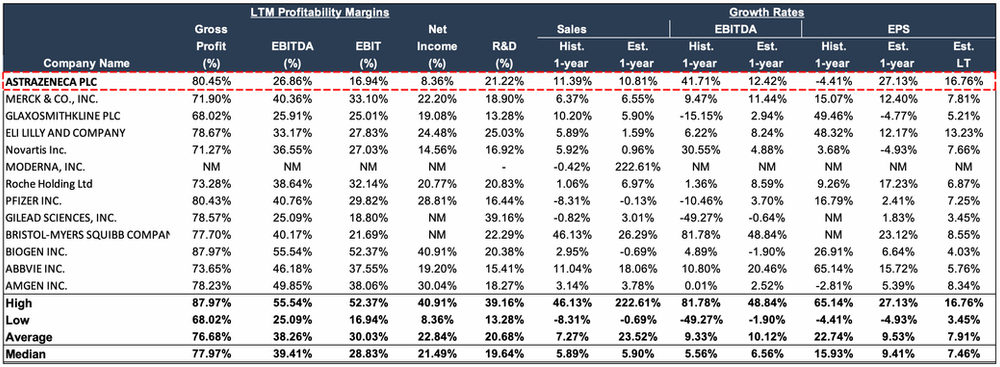 LTM Profitability Margins Growth Rates
Gross Net Sales EBITDA EPS
Profit EBITDA EBIT Income R&D Hist. Est. Hist. Est. Hist. Est. Est.
Company Name (%) (%) (%) (%) (%) 1-year 1-year 1-year 1-year 1-year 1-year LT
ASTRAZENECA PLC 80.45% 26.86% 16.94% 8.36% 21.22% 11.39% 10.81% 41.71% 12.42% -4.41% 27.13% 16.76%
MERCK & CO., INC. 71.90% 40.36% 33.10% 22.20% 18.90% 6.37% 6.55% 9.47% 11.44% 15.07% 12.40% 7.81%
GLAXOSMITHKLINE PLC 68.02% 25.91% 25.01% 19.08% 13.28% 10.20% 5.90% -15.15% 2.94% 49.46% -4.77% 5.21%
ELI LILLY AND COMPANY 78.67% 33.17% 27.83% 24.48% 25.03% 5.89% 1.59% 6.22% 8.24% 48.32% 12.17% 13.23%
Novartis Inc. 71.27% 36.55% 27.03% 14.56% 16.92% 5.92% 0.96% 30.55% 4.88% 3.68% -4.93% 7.66%
MODERNA, INC. NM NM NM NM - -0.42% 222.61% NM NM NM NM NM
Roche Holding Ltd 73.28% 38.64% 32.14% 20.77% 20.83% 1.06% 6.97% 1.36% 8.59% 9.26% 17.23% 6.87%
PFIZER INC. 80.43% 40.76% 29.82% 28.81% 16.44% -8.31% -0.13% -10.46% 3.70% 16.79% 2.41% 7.25%
GILEAD SCIENCES, INC. 78.57% 25.09% 18.80% NM 39.16% -0.82% 3.01% -49.27% -0.64% NM 1.83% 3.45%
BRISTOL-MYERS SQUIBB COMPAN 77.70% 40.17% 21.69% NM 22.29% 46.13% 26.29% 81.78% 48.84% NM 23.12% 8.55%
BIOGEN INC. 87.97% 55.54% 52.37% 40.91% 20.38% 2.95% -0.69% 4.89% -1.90% 26.91% 6.64% 4.03%
ABBVIE INC. 73.65% 46.18% 37.55% 19.20% 15.41% 11.04% 18.06% 10.80% 20.46% 65.14% 15.72% 5.76%
AMGEN INC. 78.23% 49.85% 38.06% 30.04% 18.27% 3.14% 3.78% 0.01% 2.52% -2.81% 5.39% 8.34%
High 87.97% 55.54% 52.37% 40.91% 39.16% 46.13% 222.61% 81.78% 48.84% 65.14% 27.13% 16.76%
Low 68.02% 25.09% 16.94% 8.36% 13.28% -8.31% -0.69% -49.27% -1.90% -4.41% -4.93% 3.45%
Average 76.68% 38.26% 30.03% 22.84% 20.68% 7.27% 23.52% 9.33% 10.12% 22.74% 9.53% 7.91%
Median 77.97% 39.41% 28.83% 21.49% 19.64% 5.89% 5.90% 5.56% 6.56% 15.93% 9.41% 7.46%